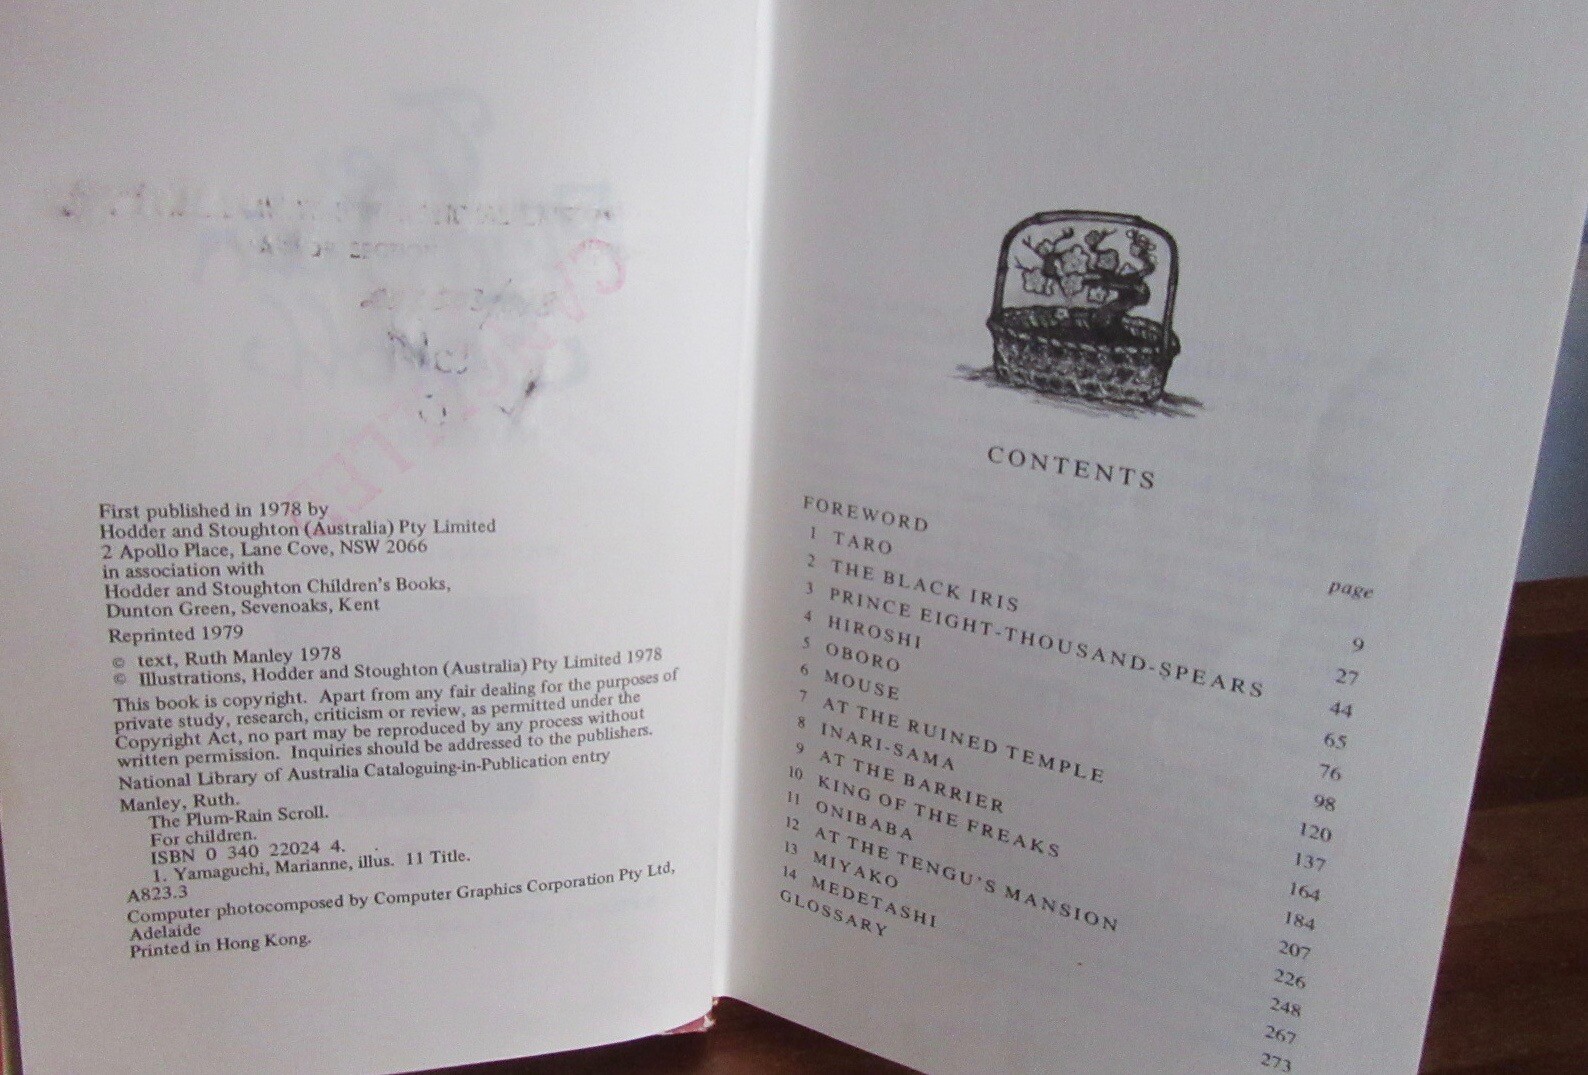 First published in 1978 by
Hodder and Stoughton (Australia) Pty Limited
2 Apollo Place, Lane Cove, NSW 2066
in association with
Hodder and Stoughton Children's Books,
Dunton Green, Sevenoaks, Kent
Reprinted 1979
© text, Ruth Manley 1978
© Illustrations, Hodder and Stoughton (Australia) Pty Limited 1978
This book is copyright. Apart from any fair dealing for the purposes of
private study, research, criticism or review, as permitted under the
Copyright Act, no part may be reproduced by any process without
written permission. Inquiries should be addressed to the publishers.
National Library of Australia Cataloguing-in-Publication entry
Manley, Ruth.
The Plum-Rain Scroll.
For children.
ISBN 0 340 22024 4.
1. Yamaguchi, Marianne, illus. 11 Title.
A823.3
Computer photocomposed by Computer Graphics Corporation Pty Ltd,
Adelaide
Printed in Hong Kong.
CONTENTS
page
FOREWORD
1 TARO 9
2 THE BLACK IRIS 27
3 PRINCE EIGHT-THOUSAND-SPEARS 44
4 HIROSHI 65
5 OBORO 76
6 MOUSE 98
7 AT THE RUINED TEMPLE 120
8 INARI-SAMA 137
9 AT THE BARRIER 164
10 KING OF THE FREAKS 184
11 ONIBABA 207
12 AT THE TENGU'S MANSION 226
13 MIYAKO 248
14 MEDETASHI 267
GLOSSARY 273